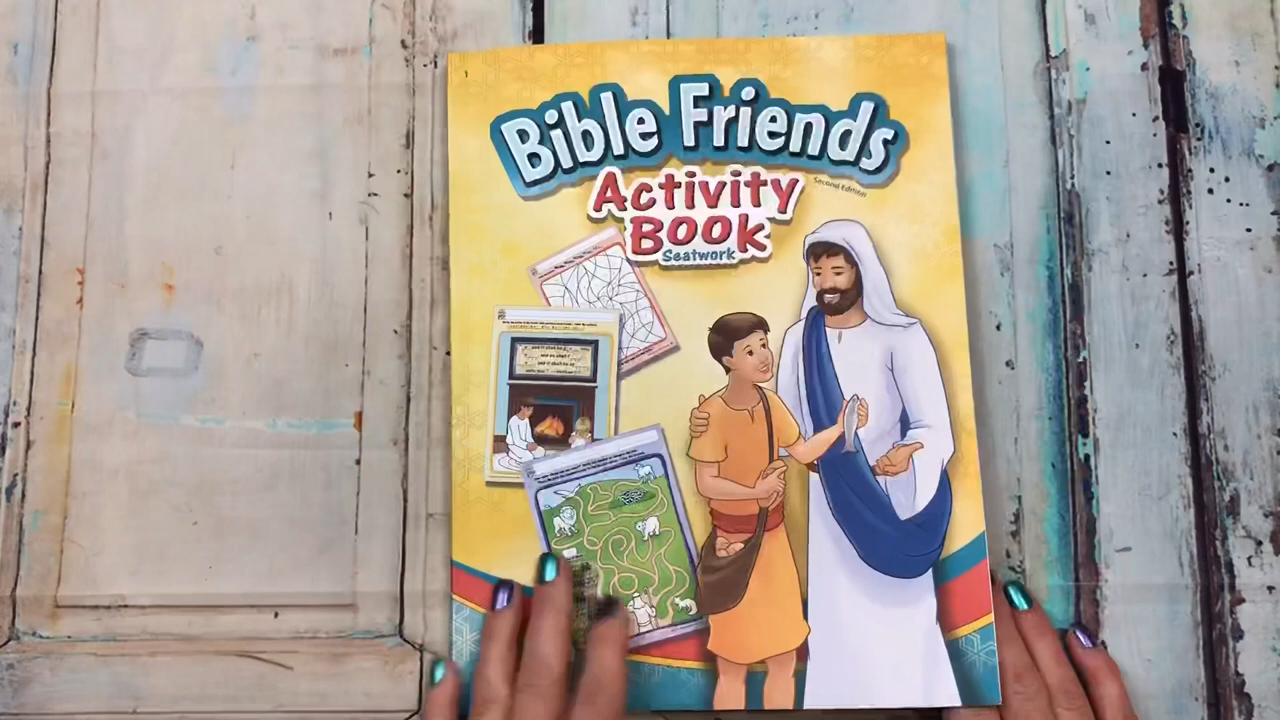 Bible Friends
Second Edition
Activity
Book
Seatwork